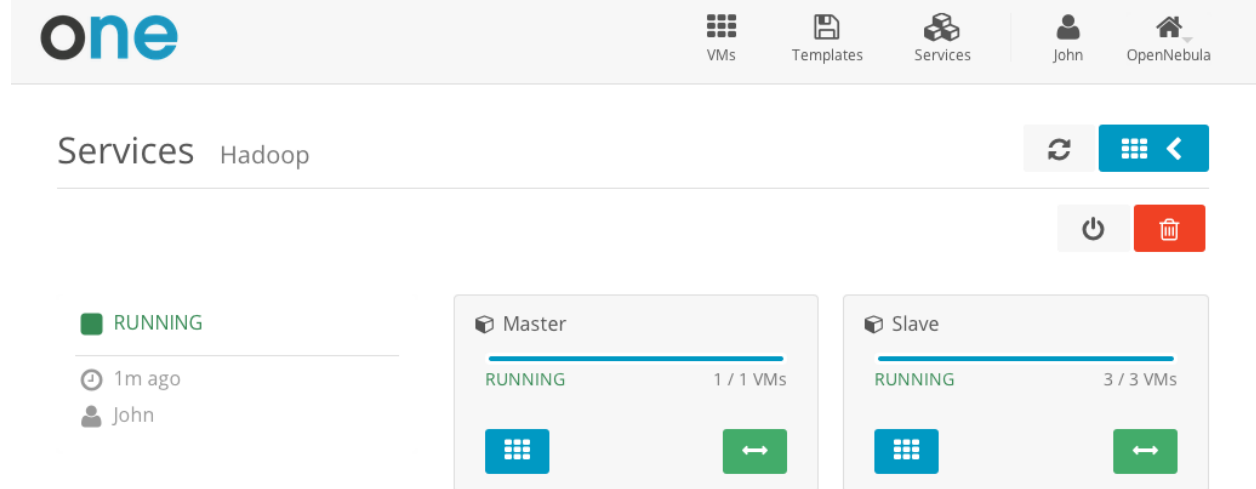 one
VMs
Templates
Services
John
OpenNebula
Services Hadoop
RUNNING
1m ago
John
Master
RUNNING 1 / 1 VMs
Slave
RUNNING 3 / 3 VMs